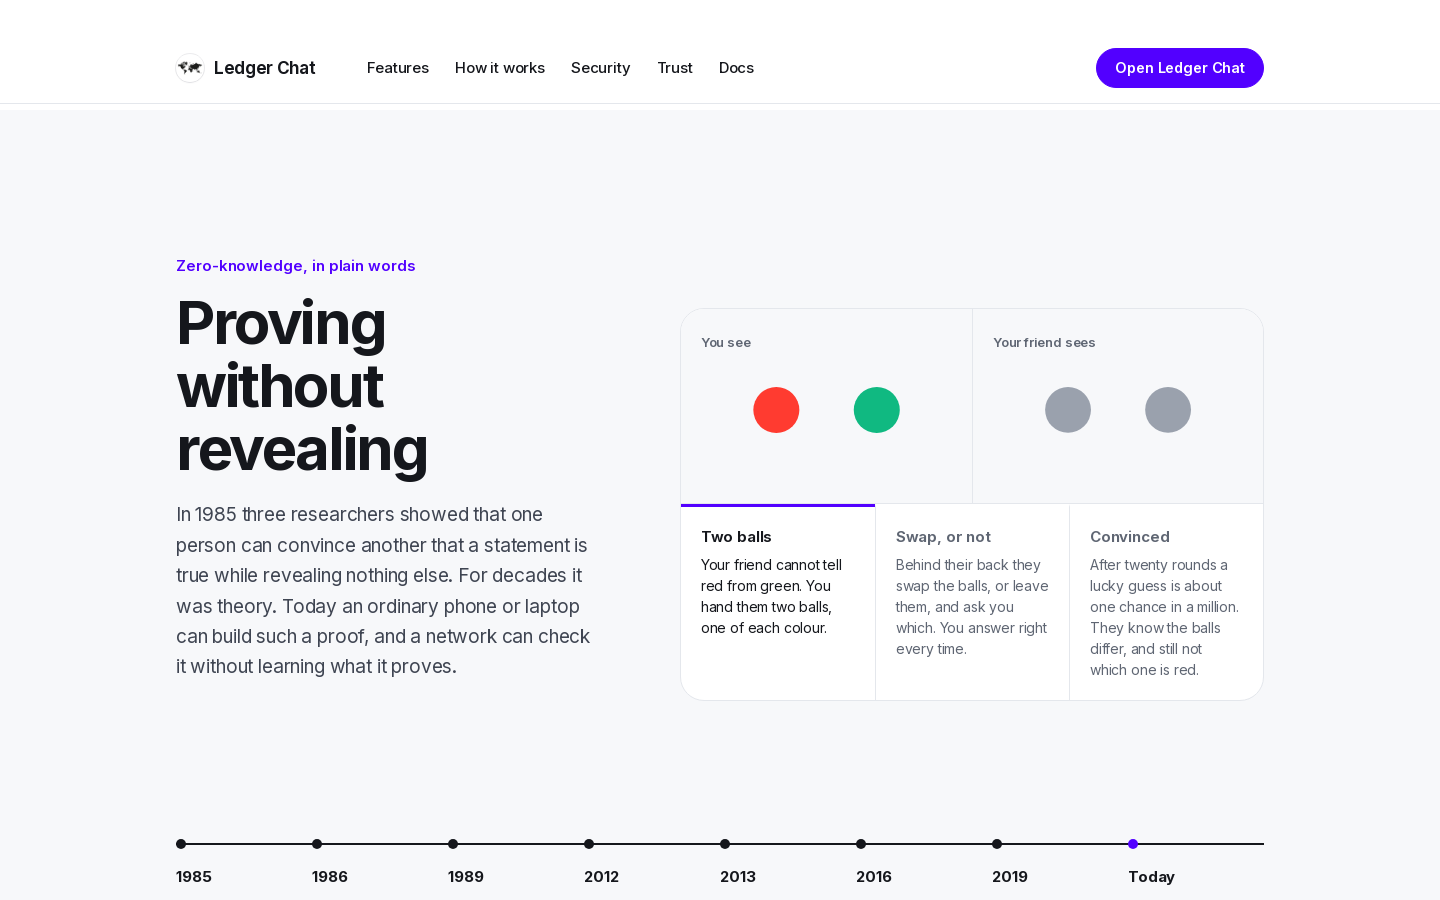 Ledger Chat
Features
How it works
Security
Trust
Docs
Open Ledger Chat
Zero-knowledge, in plain words
Proving
without
revealing
In 1985 three researchers showed that one
person can convince another that a statement is
true while revealing nothing else. For decades it
was theory. Today an ordinary phone or laptop
can build such a proof, and a network can check
it without learning what it proves.
You see
Your friend sees
Two balls
Your friend cannot tell
red from green. You
hand them two balls,
one of each colour.
Swap, or not
Behind their back they
swap the balls, or leave
them, and ask you
which. You answer right
every time.
Convinced
After twenty rounds a
lucky guess is about
one chance in a million.
They know the balls
differ, and still not
which one is red.
1985
1986
1989
2012
2013
2016
2019
Today